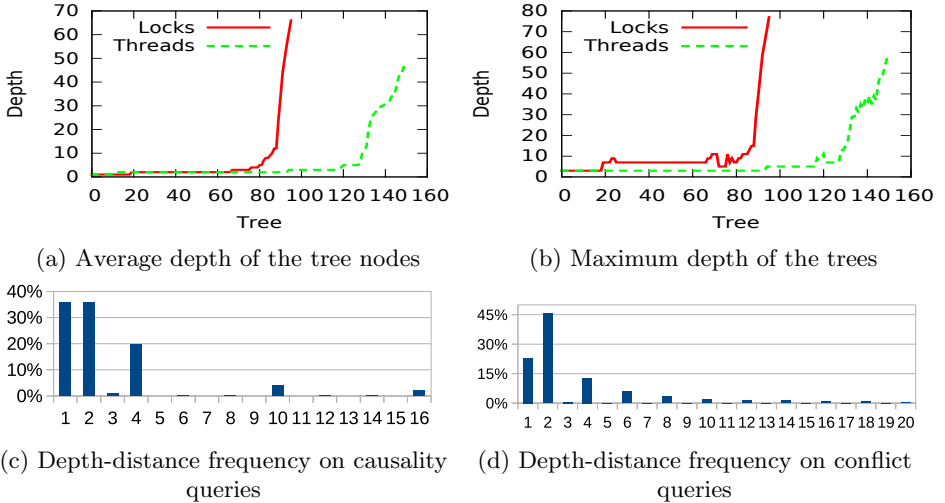 70
60
50
40
30
20
10
0
Depth
Locks
Threads
0 20 40 60 80 100 120 140 160
Tree
(a) Average depth of the tree nodes
80
70
60
50
40
30
20
10
0
Depth
Locks
Threads
0 20 40 60 80 100 120 140 160
Tree
(b) Maximum depth of the trees
40%
30%
20%
10%
0%
1 2 3 4 5 6 7 8 9 10 11 12 13 14 15 16
(c) Depth-distance frequency on causality
queries
45%
30%
15%
0%
1 2 3 4 5 6 7 8 9 10 11 12 13 14 15 16 17 18 19 20
(d) Depth-distance frequency on conflict
queries